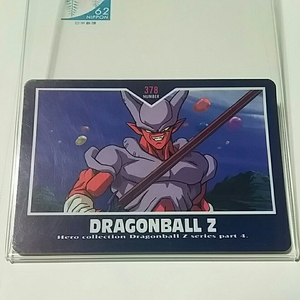 62
NIPPON
378
NUMBER
DRAGONBALL Z
Hero collection Dragonball Z series part 4.